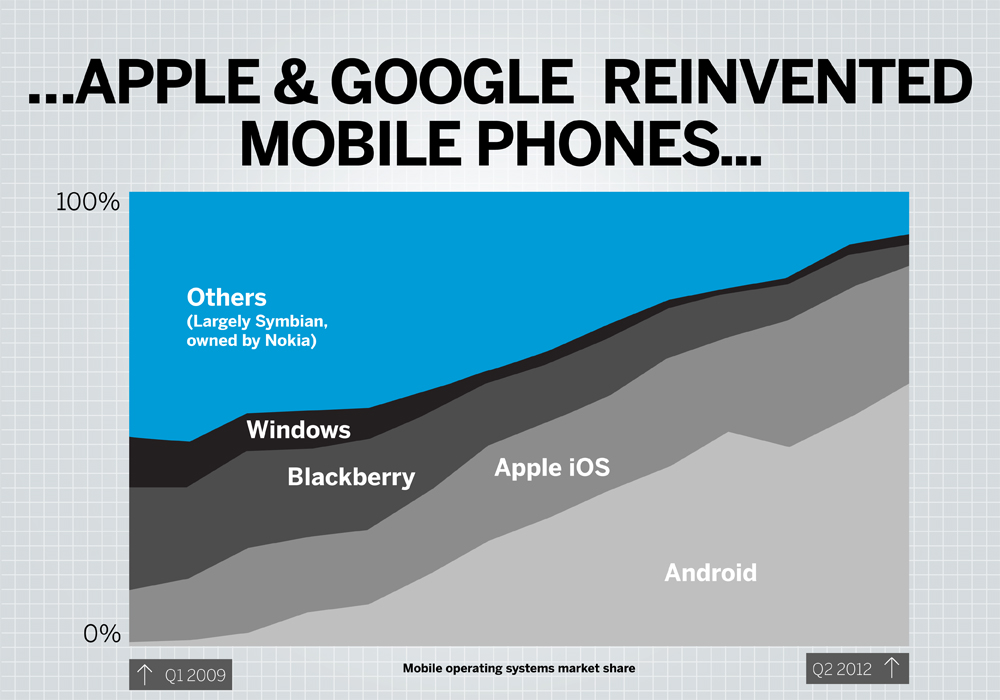 ...APPLE & GOOGLE REINVENTED
MOBILE PHONES...
100%
Others
(Largely Symbian,
owned by Nokia)
Windows
Blackberry
Apple iOS
Android
0%
↑ Q1 2009
Mobile operating systems market share
Q2 2012 ↑